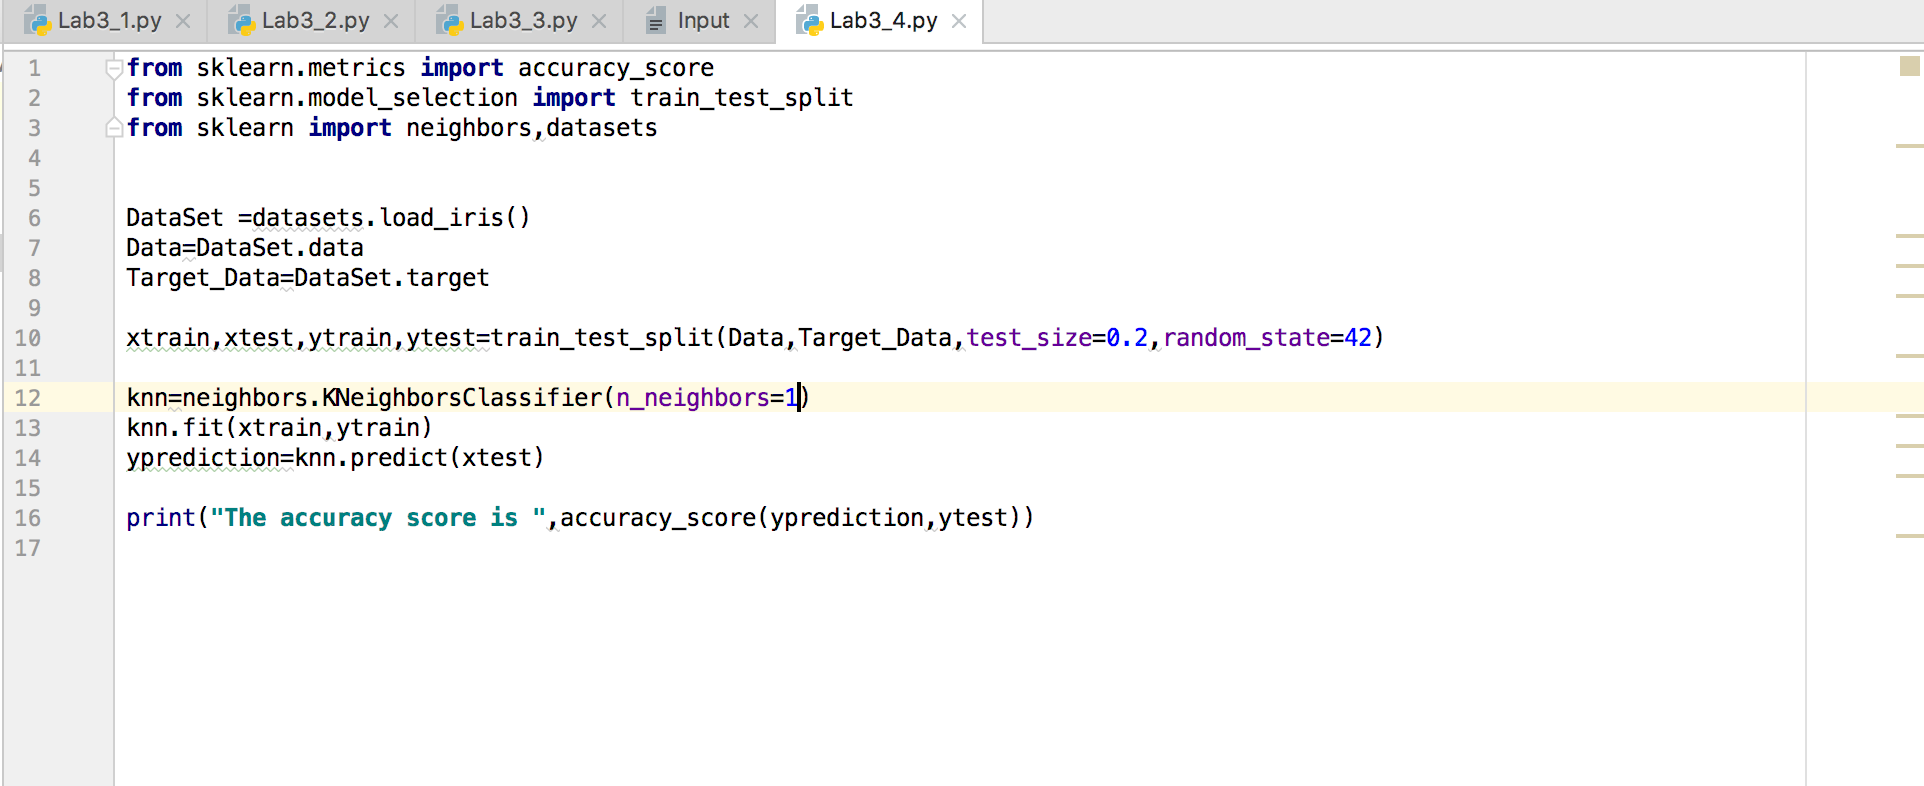 Lab3_1.py Lab3_2.py Lab3_3.py Input Lab3_4.py
1 from sklearn.metrics import accuracy_score
2 from sklearn.model_selection import train_test_split
3 from sklearn import neighbors,datasets
4
5
6 DataSet =datasets.load_iris()
7 Data=DataSet.data
8 Target_Data=DataSet.target
9
10 xtrain,xtest,ytrain,ytest=train_test_split(Data,Target_Data,test_size=0.2,random_state=42)
11
12 knn=neighbors.KNeighborsClassifier(n_neighbors=1)
13 knn.fit(xtrain,ytrain)
14 yprediction=knn.predict(xtest)
15
16 print("The accuracy score is ",accuracy_score(yprediction,ytest))
17